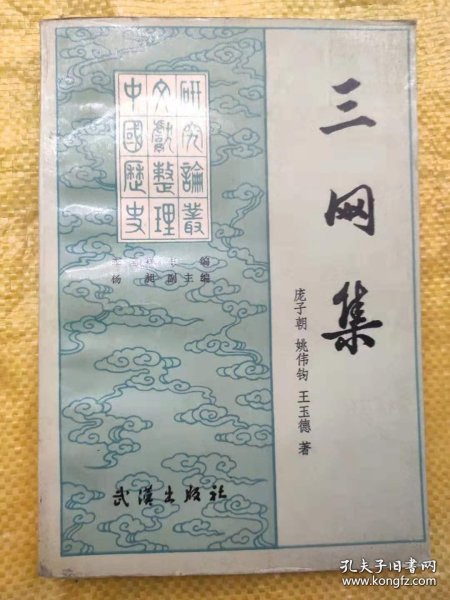 三网集
庞子朝 姚伟钧 王玉德 著
中國歷史
文獻整理
研究論叢
编
杨 昶 副主编
武漢出版社
孔夫子旧书网
www.kongfz.com